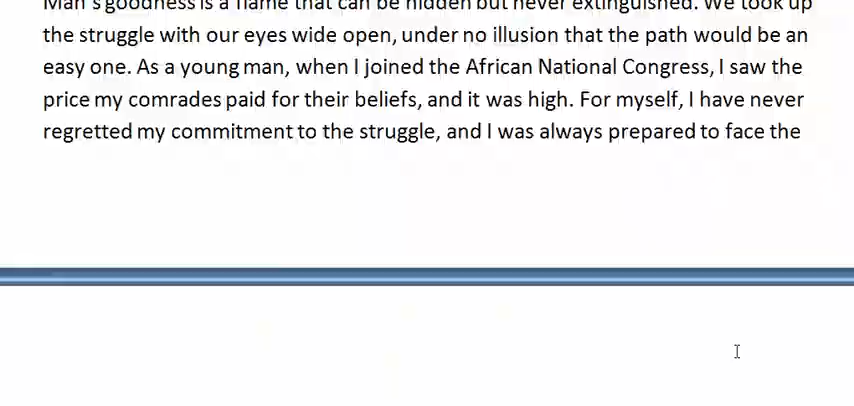 Man's goodness is a flame that can be hidden but never extinguished. We took up
the struggle with our eyes wide open, under no illusion that the path would be an
easy one. As a young man, when I joined the African National Congress, I saw the
price my comrades paid for their beliefs, and it was high. For myself, I have never
regretted my commitment to the struggle, and I was always prepared to face the